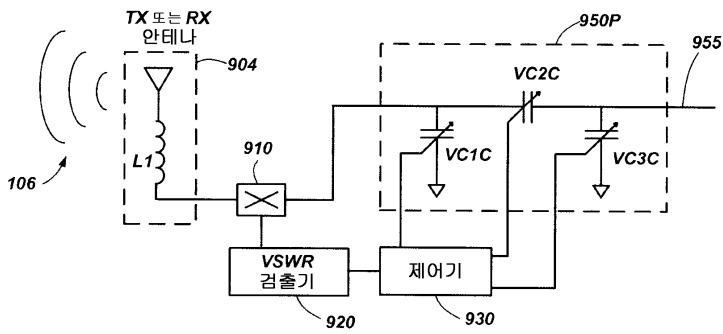 TX 또는 RX
안테나
904
950P
955
VC2C
910
VC1C
VC3C
L1
106
VSWR
검출기
제어기
920
930